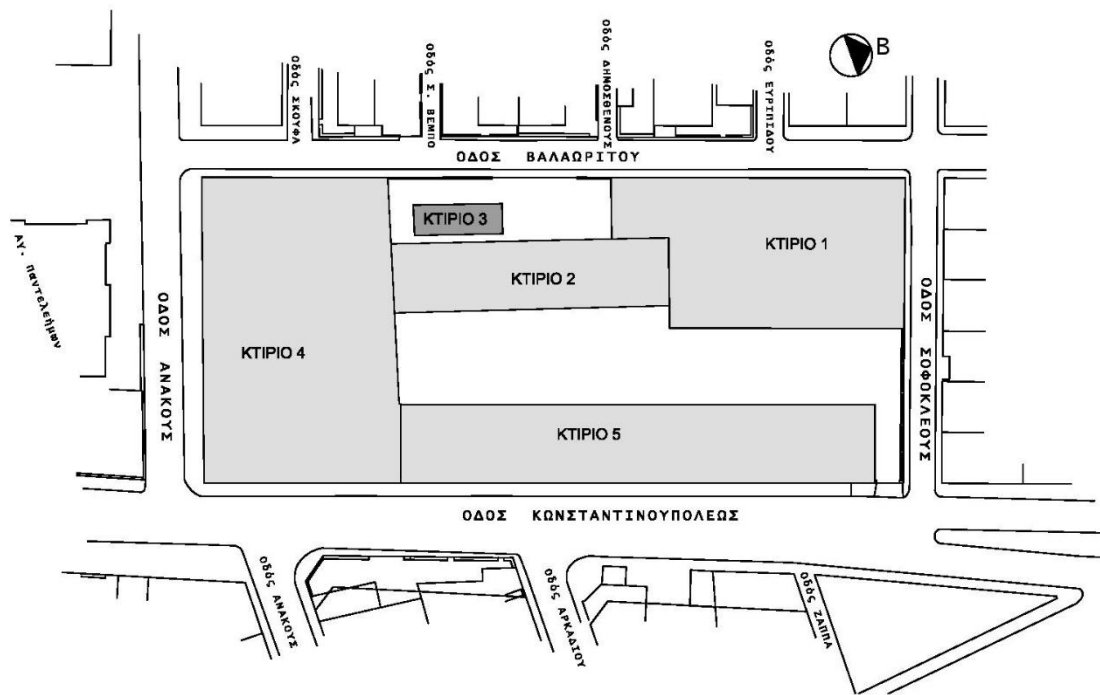 οδός ΣΚΟΥΦΑ
οδός Σ. ΒΕΜΠΟ
οδός ΔΗΜΟΣΘΕΝΟΥΣ
οδός ΕΥΡΙΠΙΔΟΥ
Β
ΟΔΟΣ ΒΑΛΑΩΡΙΤΟΥ
ΚΤΙΡΙΟ 3
ΚΤΙΡΙΟ 1
ΚΤΙΡΙΟ 2
Αγ. παντελεήμων
ΟΔΟΣ ΑΝΑΚΟΥΣ
ΚΤΙΡΙΟ 4
ΟΔΟΣ ΣΟΦΟΚΛΕΟΥΣ
ΚΤΙΡΙΟ 5
ΟΔΟΣ ΚΩΝΣΤΑΝΤΙΝΟΥΠΟΛΕΩΣ
οδός ΑΝΑΚΟΥΣ
οδός ΑΡΚΑΔΙΟΥ
οδός ΖΑΠΠΑ